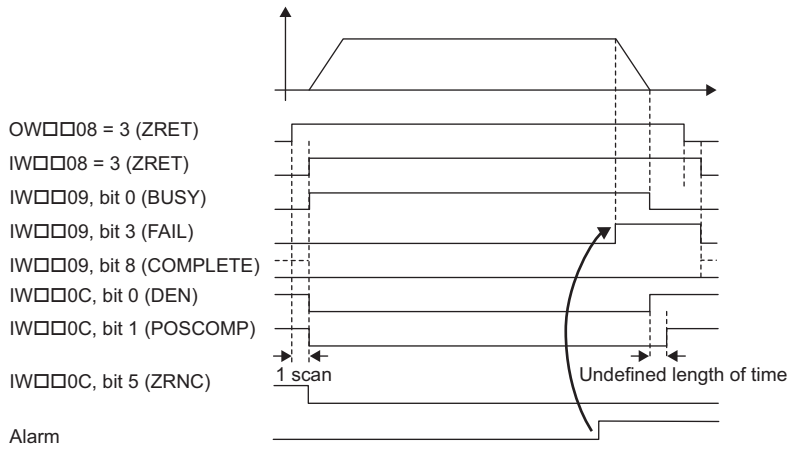 OW□□08 = 3 (ZRET)
IW□□08 = 3 (ZRET)
IW□□09, bit 0 (BUSY)
IW□□09, bit 3 (FAIL)
IW□□09, bit 8 (COMPLETE)
IW□□0C, bit 0 (DEN)
IW□□0C, bit 1 (POSCOMP)
1 scan
Undefined length of time
IW□□0C, bit 5 (ZRNC)
Alarm